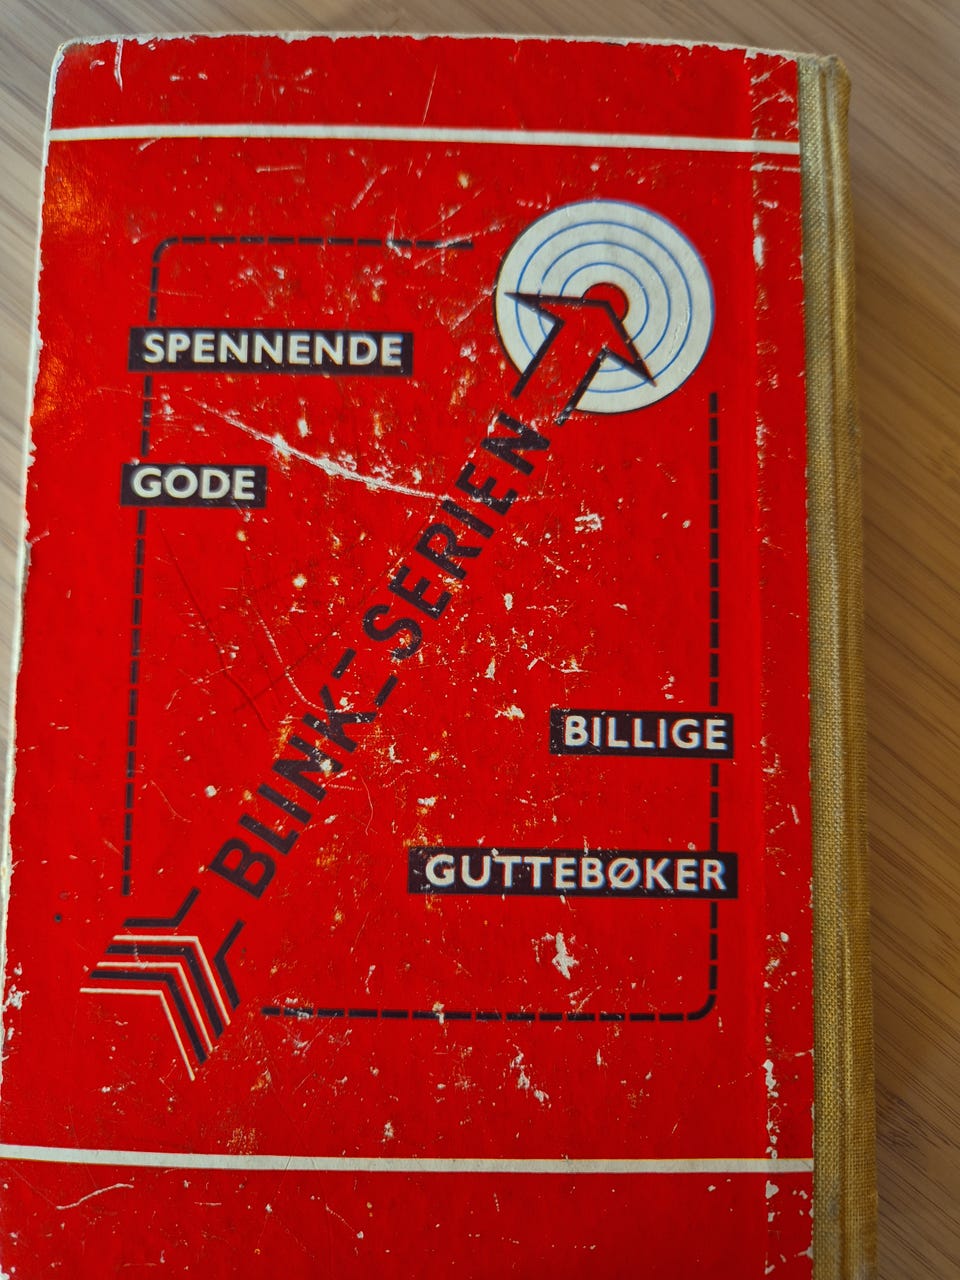 SPENNENDE
GODE
BLINK-SERIEN
BILLIGE
GUTTEBØKER